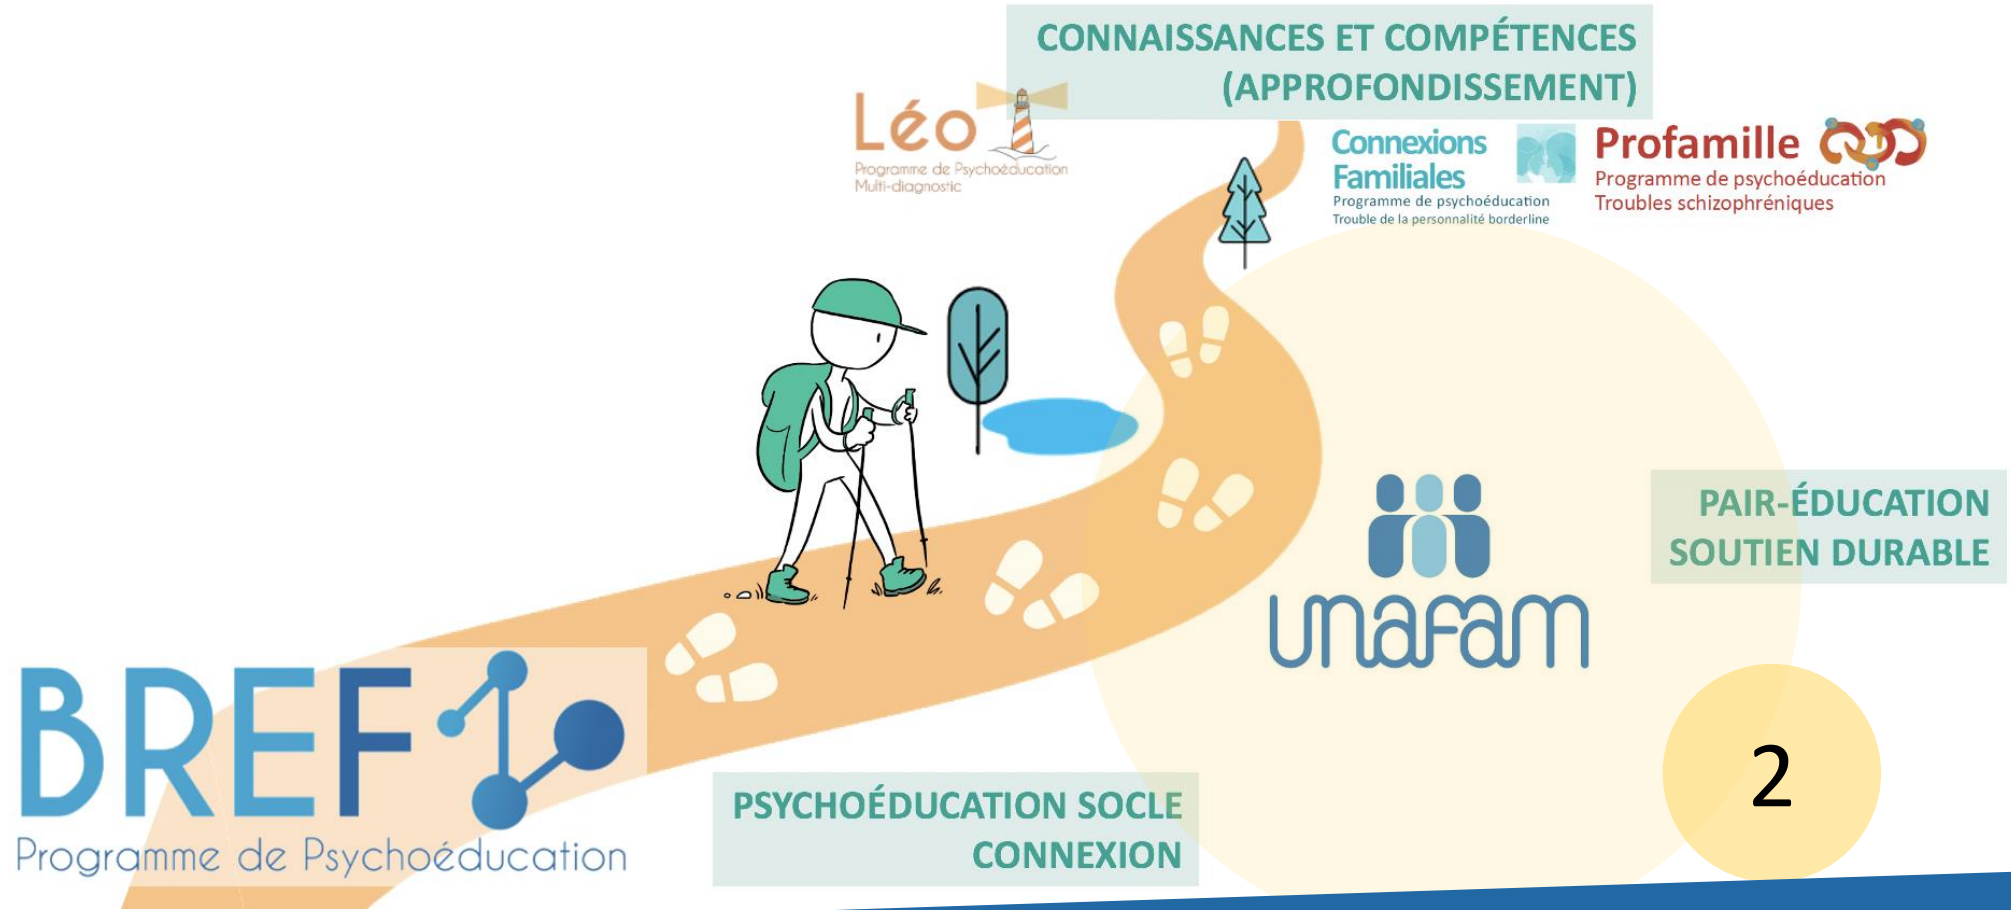 CONNAISSANCES ET COMPÉTENCES
(APPROFONDISSEMENT)
Léo
Programme de Psychoéducation
Multi-diagnostic
Connexions
Familiales
Programme de psychoéducation
Trouble de la personnalité borderline
Profamille
Programme de psychoéducation
Troubles schizophréniques
PAIR-ÉDUCATION
SOUTIEN DURABLE
unafam
BREF
Programme de Psychoéducation
PSYCHOÉDUCATION SOCLE
CONNEXION
2